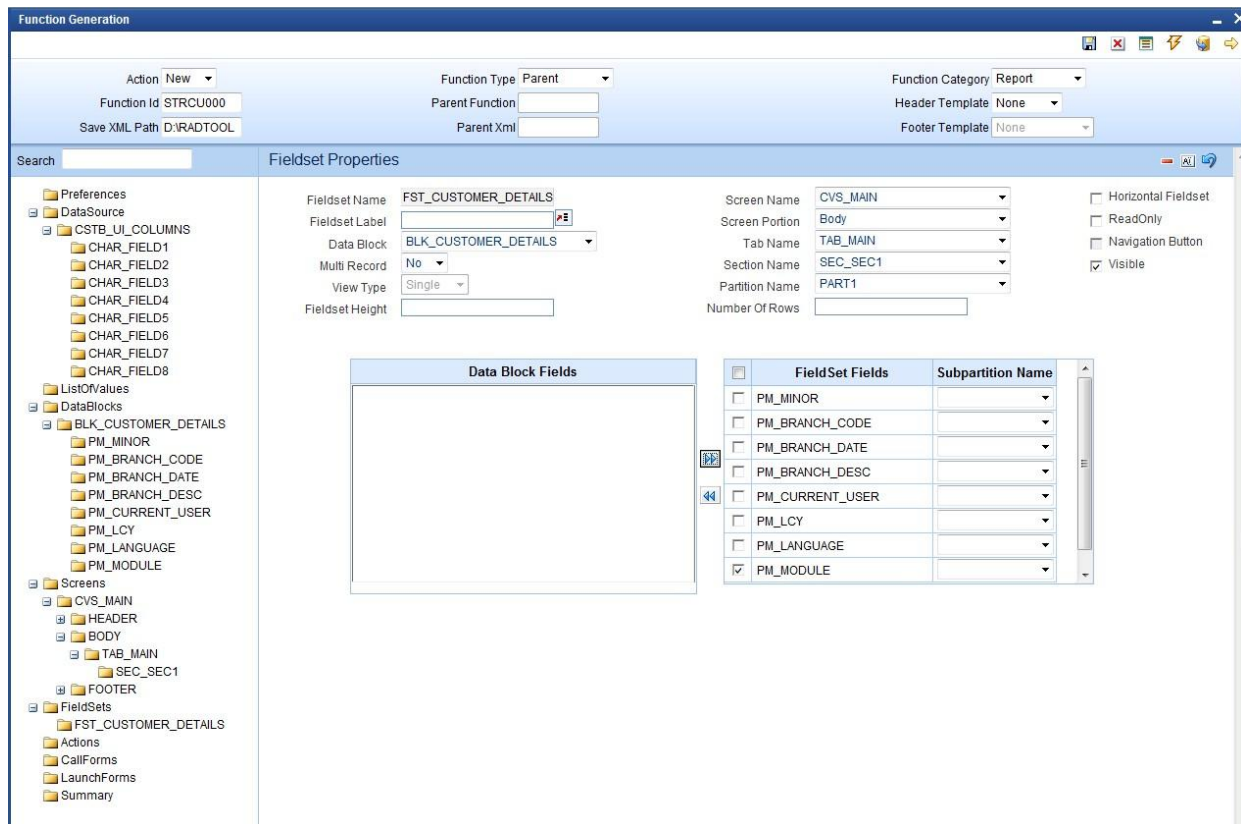 Function Generation
Action New Function Type Parent Function Category Report
Function Id STRCU000 Parent Function Header Template None
Save XML Path D:\RADTOOL Parent Xml Footer Template None
Search
Preferences
DataSource
CSTB_UI_COLUMNS
CHAR_FIELD1
CHAR_FIELD2
CHAR_FIELD3
CHAR_FIELD4
CHAR_FIELD5
CHAR_FIELD6
CHAR_FIELD7
CHAR_FIELD8
ListOfValues
DataBlocks
BLK_CUSTOMER_DETAILS
PM_MINOR
PM_BRANCH_CODE
PM_BRANCH_DATE
PM_BRANCH_DESC
PM_CURRENT_USER
PM_LCY
PM_LANGUAGE
PM_MODULE
Screens
CVS_MAIN
HEADER
BODY
TAB_MAIN
SEC_SEC1
FOOTER
FieldSets
FST_CUSTOMER_DETAILS
Actions
CallForms
LaunchForms
Summary
Fieldset Properties
Fieldset Name FST_CUSTOMER_DETAILS Screen Name CVS_MAIN Horizontal Fieldset
Fieldset Label Screen Portion Body ReadOnly
Data Block BLK_CUSTOMER_DETAILS Tab Name TAB_MAIN Navigation Button
Multi Record No Section Name SEC_SEC1 Visible
View Type Single Partition Name PART1
Fieldset Height Number Of Rows
Data Block Fields FieldSet Fields Subpartition Name
PM_MINOR
PM_BRANCH_CODE
PM_BRANCH_DATE
PM_BRANCH_DESC
PM_CURRENT_USER
PM_LCY
PM_LANGUAGE
PM_MODULE